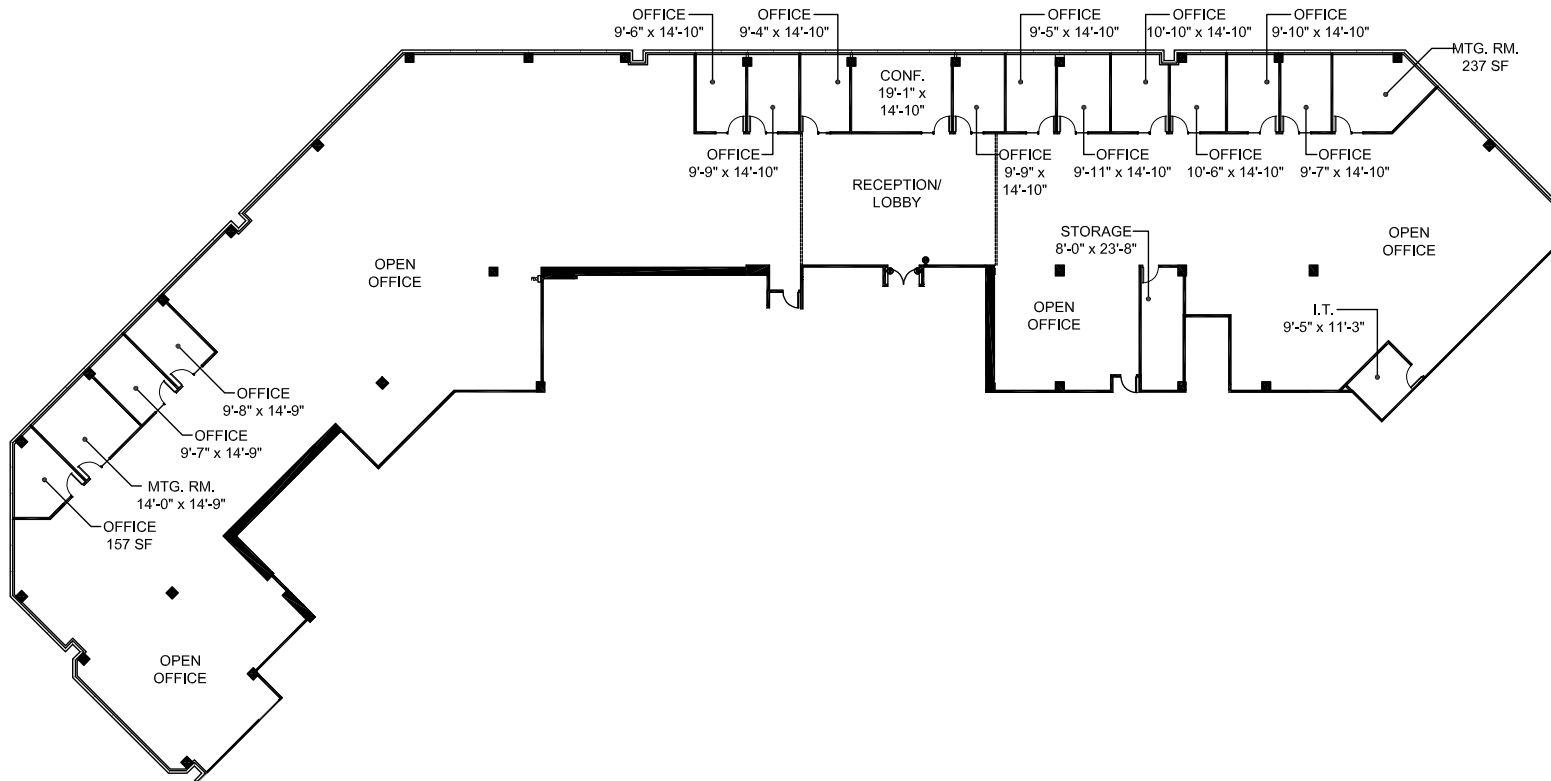 OFFICE
9'-6" x 14'-10"
OFFICE
9'-4" x 14'-10"
OFFICE
9'-5" x 14'-10"
OFFICE
10'-10" x 14'-10"
OFFICE
9'-10" x 14'-10"
MTG. RM.
237 SF
CONF.
19'-1" x
14'-10"
OFFICE
9'-9" x 14'-10"
OFFICE
9'-9" x
14'-10"
OFFICE
9'-11" x 14'-10"
OFFICE
10'-6" x 14'-10"
OFFICE
9'-7" x 14'-10"
RECEPTION/
LOBBY
STORAGE
8'-0" x 23'-8"
OPEN
OFFICE
OPEN
OFFICE
OPEN
OFFICE
I.T.
9'-5" x 11'-3"
OFFICE
9'-8" x 14'-9"
OFFICE
9'-7" x 14'-9"
MTG. RM.
14'-0" x 14'-9"
OFFICE
157 SF
OPEN
OFFICE